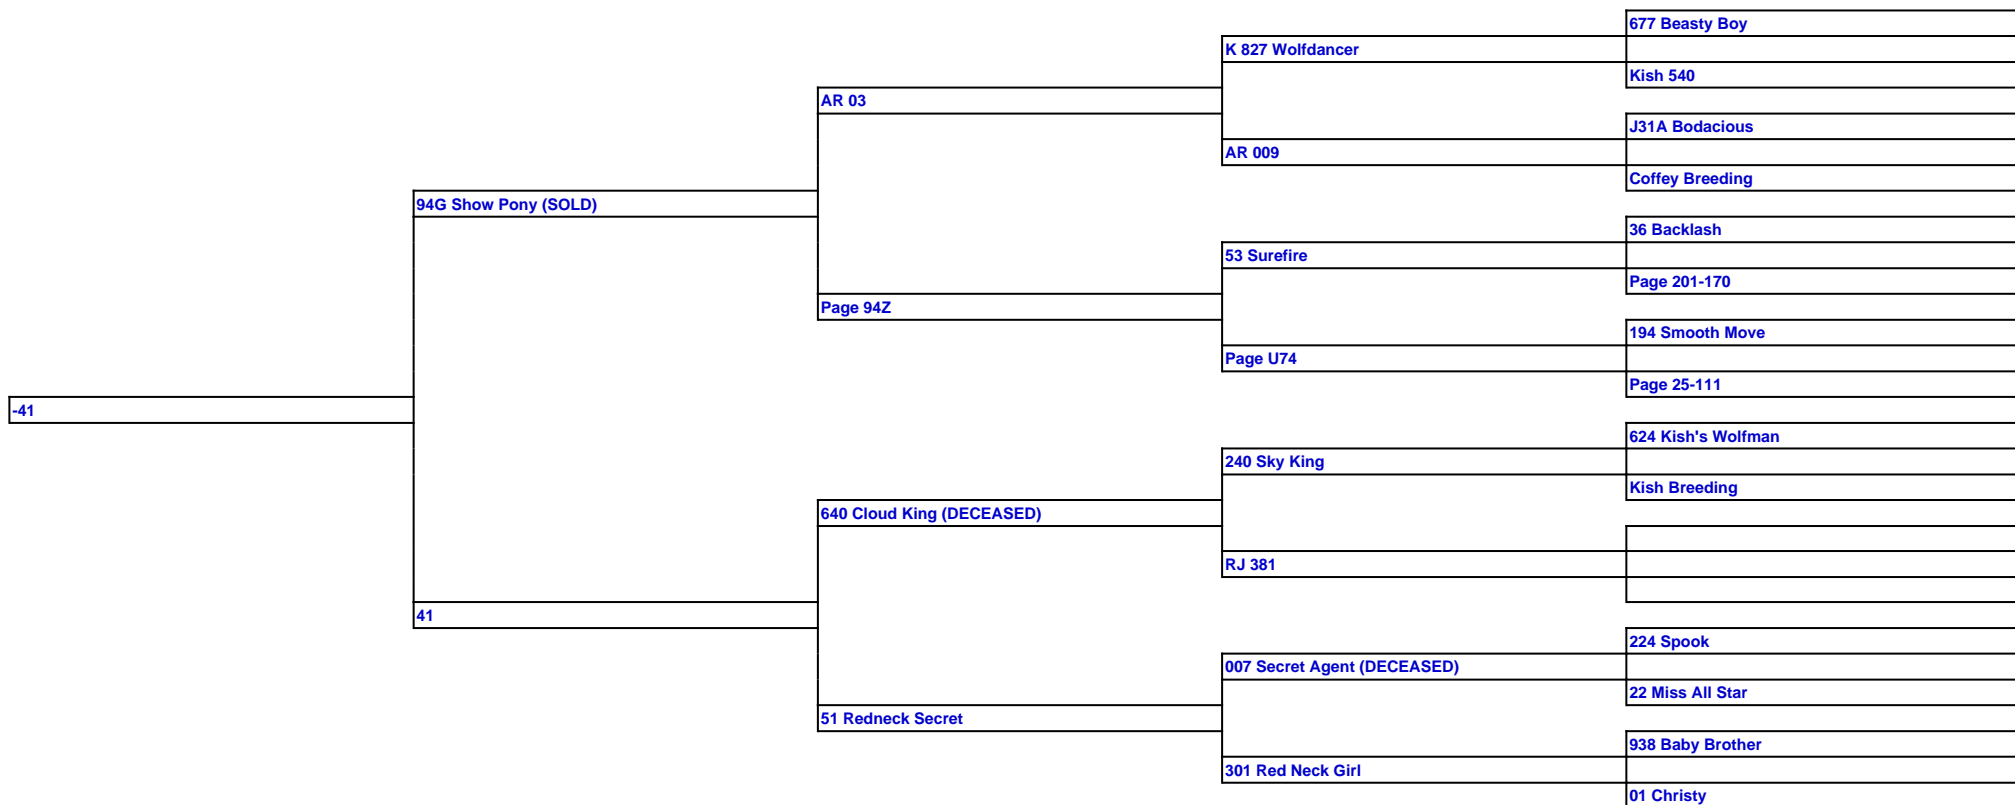 677 Beasty Boy
K 827 Wolfdancer
Kish 540
AR 03
J31A Bodacious
AR 009
Coffey Breeding
94G Show Pony (SOLD)
36 Backlash
53 Surefire
Page 201-170
Page 94Z
194 Smooth Move
Page U74
Page 25-111
-41
624 Kish's Wolfman
240 Sky King
Kish Breeding
640 Cloud King (DECEASED)
RJ 381
41
224 Spook
007 Secret Agent (DECEASED)
22 Miss All Star
51 Redneck Secret
938 Baby Brother
301 Red Neck Girl
01 Christy